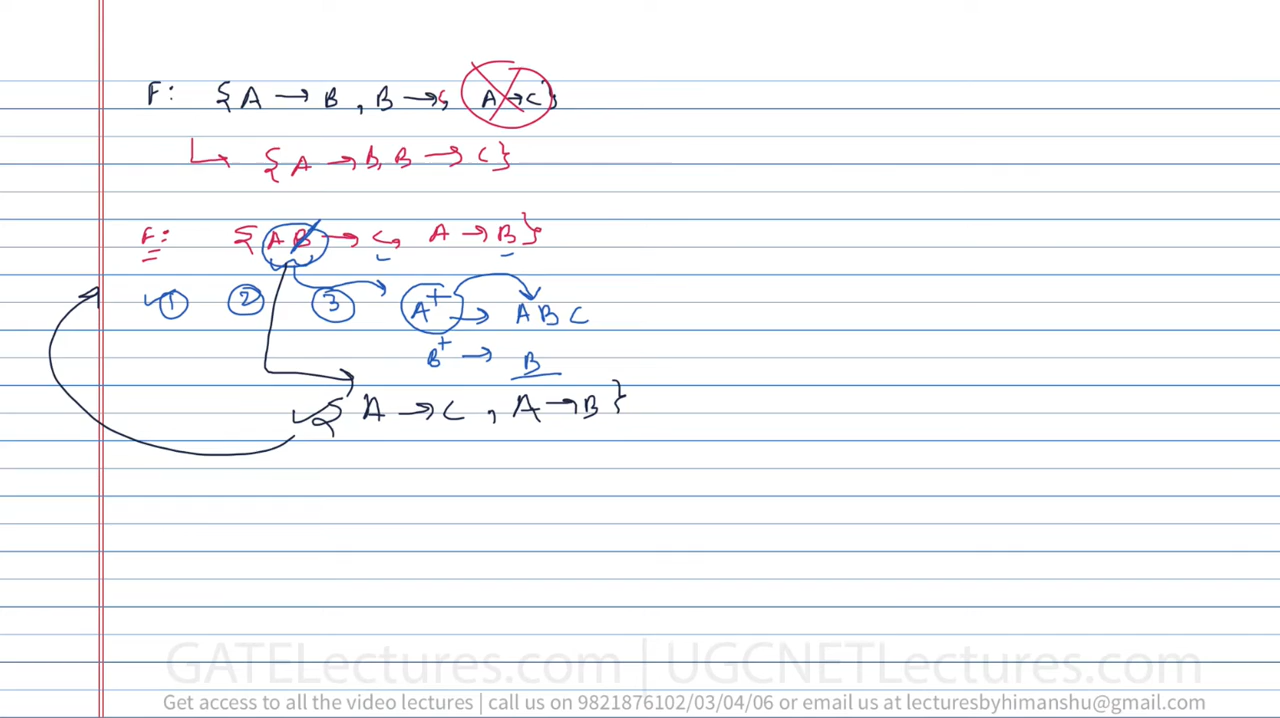 F: {A → B, B → C, A → C}
↳ {A → B, B → C}
F: {AB → C, A → B}
① ② ③ A⁺ → ABC
B⁺ → B
{A → C, A → B}
GATELectures.com | UGCNETLectures.com
Get access to all the video lectures | call us on 9821876102/03/04/06 or email us at lecturesbyhimanshu@gmail.com